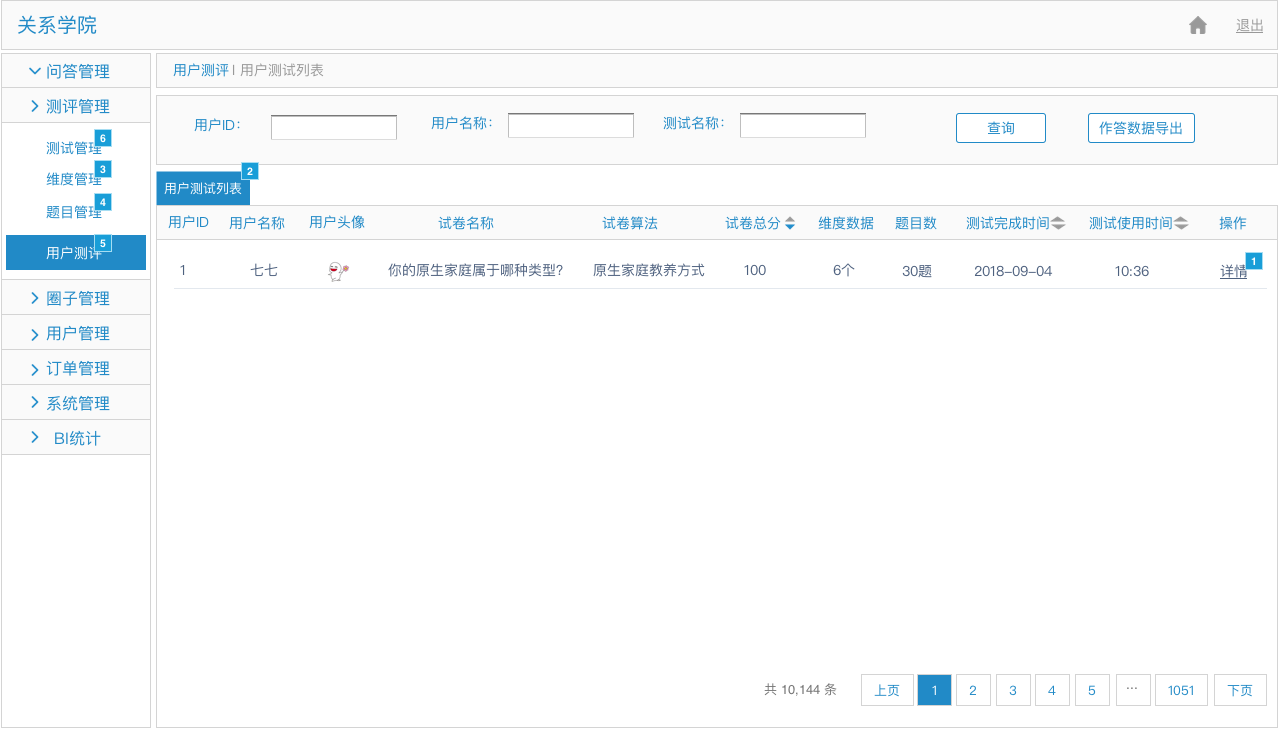 关系学院
退出
问答管理
测评管理
测试管理 6
维度管理 3
题目管理 4
用户测评 5
圈子管理
用户管理
订单管理
系统管理
BI统计
用户测评 | 用户测试列表
用户ID： 用户名称： 测试名称： 查询 作答数据导出
用户测试列表 2
用户ID 用户名称 用户头像 试卷名称 试卷算法 试卷总分 维度数据 题目数 测试完成时间 测试使用时间 操作
1 七七 你的原生家庭属于哪种类型? 原生家庭教养方式 100 6个 30题 2018-09-04 10:36 详情 1
共 10,144 条 上页 1 2 3 4 5 ... 1051 下页